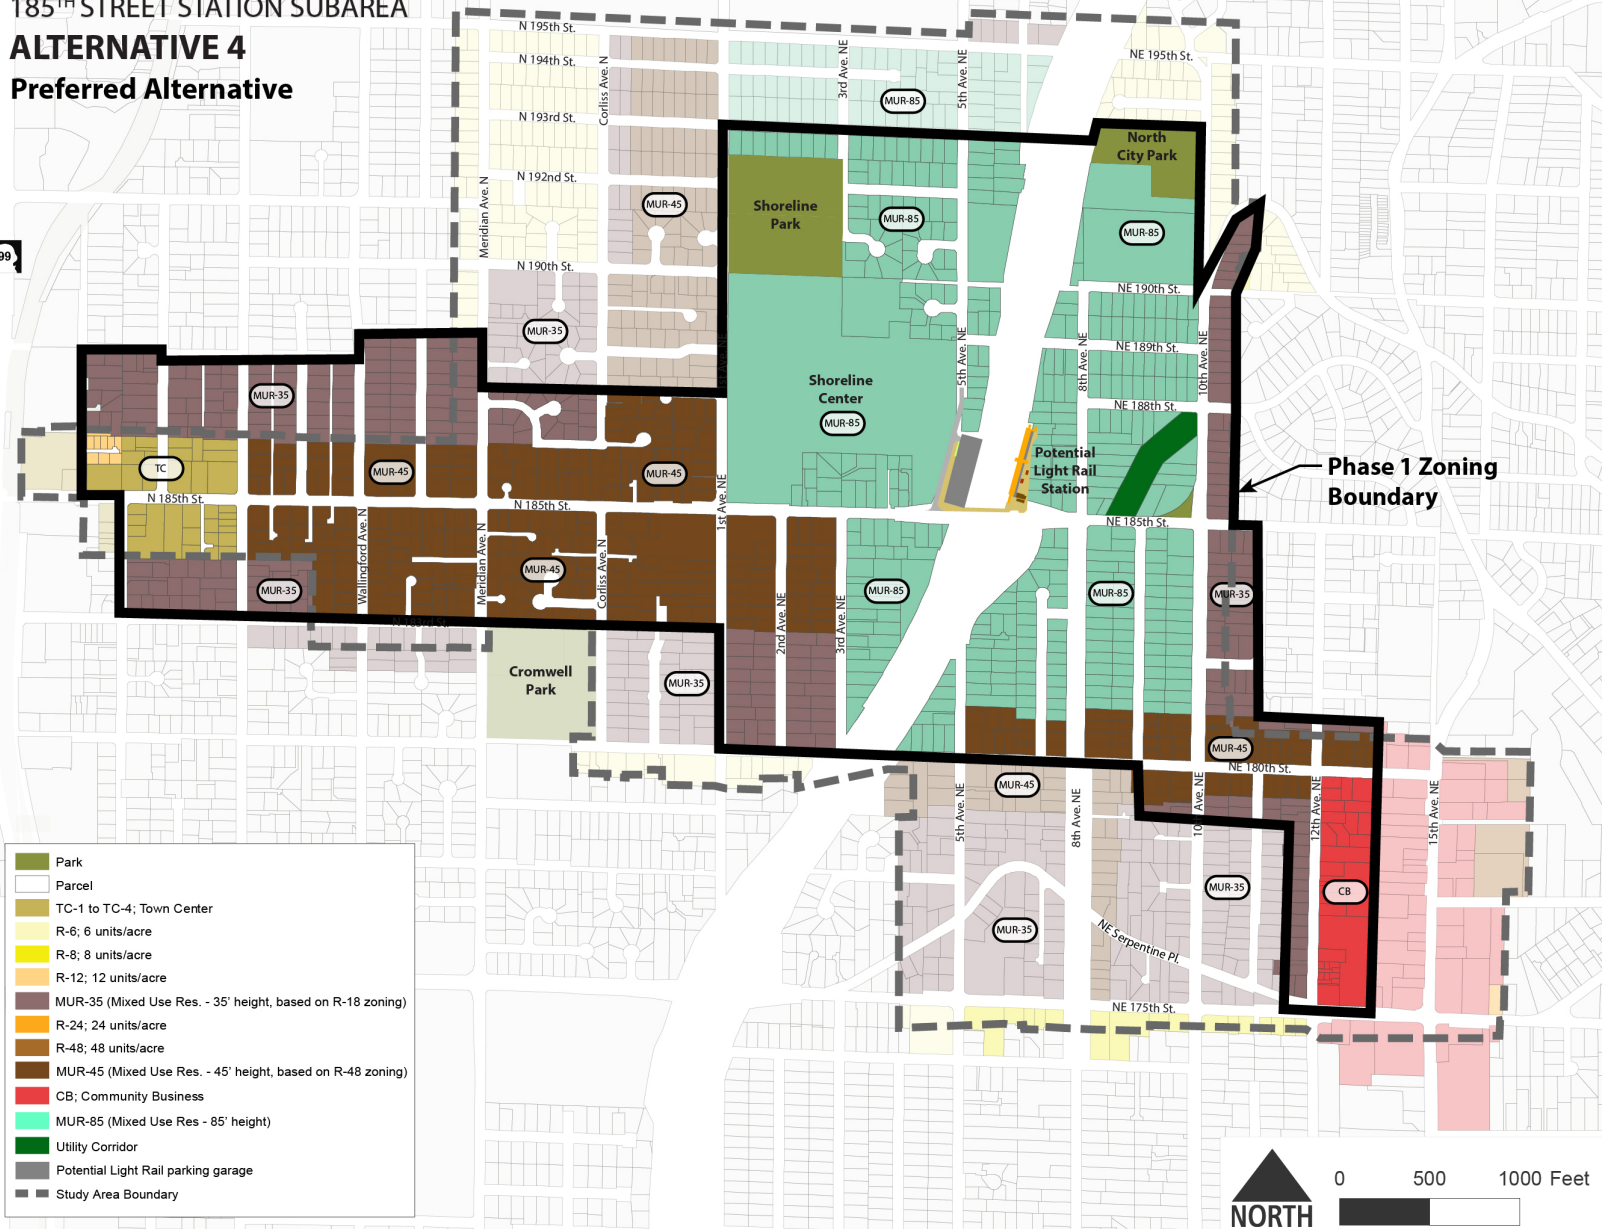 185TH STREET STATION SUBAREA
ALTERNATIVE 4
Preferred Alternative
N 195th St.
N 194th St.
N 193rd St.
N 192nd St.
N 190th St.
Meridian Ave. N
Corliss Ave. N
3rd Ave. NE
5th Ave. NE
NE 195th St.
MUR-85
North
City Park
MUR-45
Shoreline
Park
MUR-85
MUR-85
99
MUR-35
NE 190th St.
NE 189th St.
NE 188th St.
5th Ave. NE
8th Ave. NE
10th Ave. NE
MUR-35
Shoreline
Center
MUR-85
TC
MUR-45
MUR-45
Potential
Light Rail
Station
Phase 1 Zoning
Boundary
N 185th St.
N 185th St.
1st Ave. NE
NE 185th St.
Wallingford Ave. N
Meridian Ave. N
Corliss Ave. N
MUR-35
MUR-45
2nd Ave. NE
3rd Ave. NE
MUR-85
MUR-85
MUR-35
N 183rd St.
Cromwell
Park
MUR-35
MUR-45
NE 180th St.
MUR-45
5th Ave. NE
8th Ave. NE
10th Ave. NE
12th Ave. NE
15th Ave. NE
MUR-35
MUR-35
CB
NE Serpentine Pl.
NE 175th St.
Park
Parcel
TC-1 to TC-4; Town Center
R-6; 6 units/acre
R-8; 8 units/acre
R-12; 12 units/acre
MUR-35 (Mixed Use Res. - 35' height, based on R-18 zoning)
R-24; 24 units/acre
R-48; 48 units/acre
MUR-45 (Mixed Use Res. - 45' height, based on R-48 zoning)
CB; Community Business
MUR-85 (Mixed Use Res - 85' height)
Utility Corridor
Potential Light Rail parking garage
Study Area Boundary
NORTH
0 500 1000 Feet